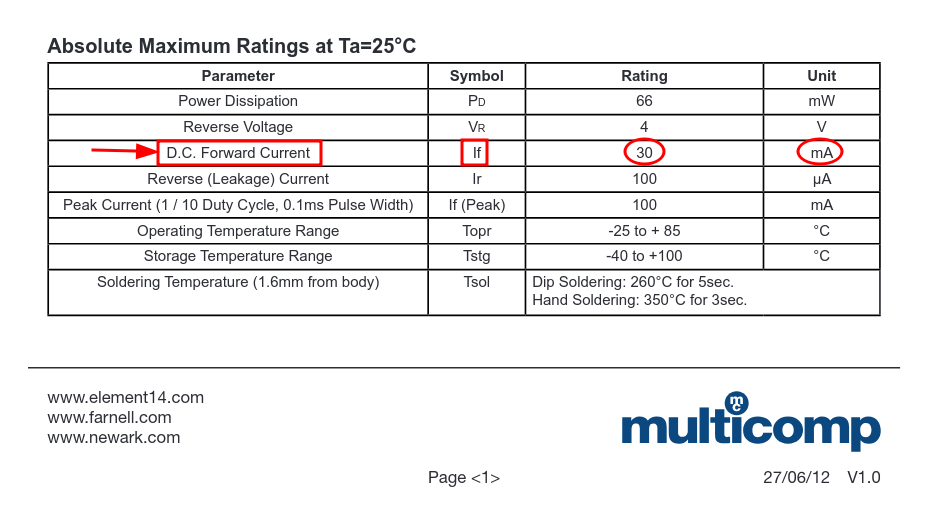 Absolute Maximum Ratings at Ta=25°C
Parameter Symbol Rating Unit
Power Dissipation PD 66 mW
Reverse Voltage VR 4 V
D.C. Forward Current If 30 mA
Reverse (Leakage) Current Ir 100 µA
Peak Current (1 / 10 Duty Cycle, 0.1ms Pulse Width) If (Peak) 100 mA
Operating Temperature Range Topr -25 to + 85 °C
Storage Temperature Range Tstg -40 to +100 °C
Soldering Temperature (1.6mm from body) Tsol Dip Soldering: 260°C for 5sec.
Hand Soldering: 350°C for 3sec.
www.element14.com
www.farnell.com
www.newark.com
mc
multicomp
Page <1> 27/06/12 V1.0